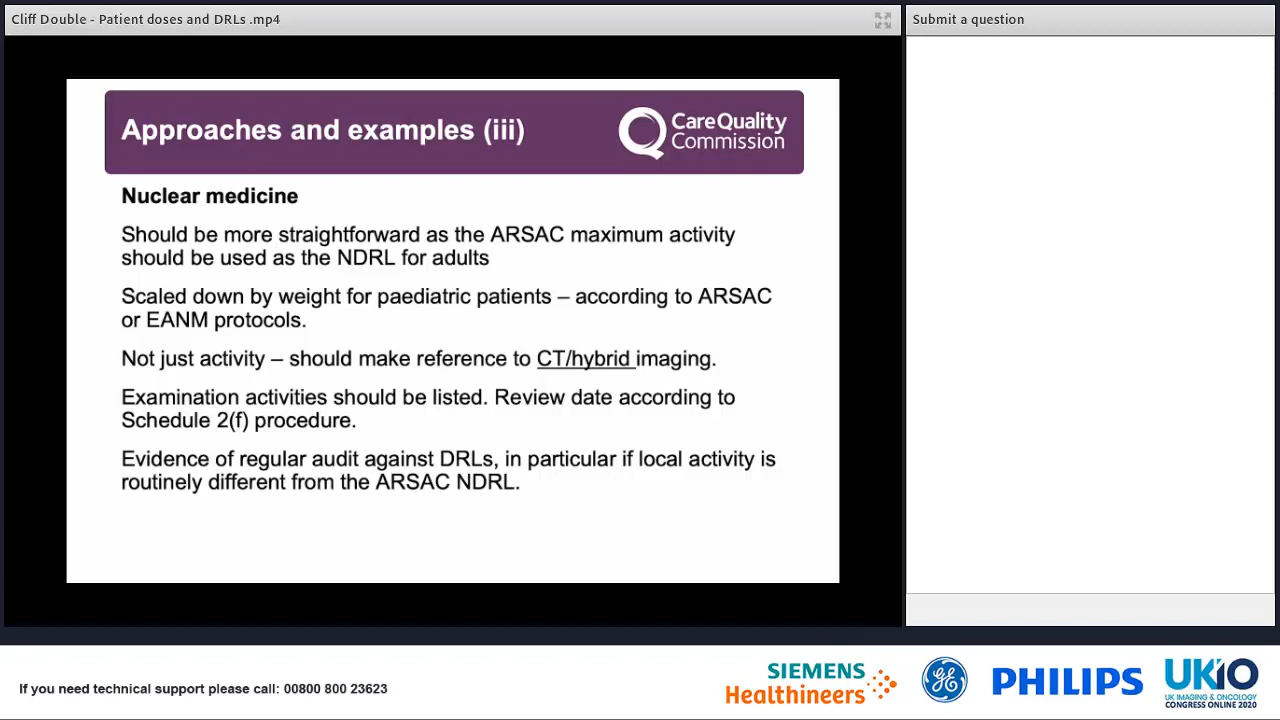 Cliff Double - Patient doses and DRLs .mp4
Submit a question
Approaches and examples (iii)
CareQuality
Commission
Nuclear medicine
Should be more straightforward as the ARSAC maximum activity
should be used as the NDRL for adults
Scaled down by weight for paediatric patients – according to ARSAC
or EANM protocols.
Not just activity – should make reference to CT/hybrid imaging.
Examination activities should be listed. Review date according to
Schedule 2(f) procedure.
Evidence of regular audit against DRLs, in particular if local activity is
routinely different from the ARSAC NDRL.
If you need technical support please call: 00800 800 23623
SIEMENS
Healthineers
GE
PHILIPS
UKIO
UK IMAGING & ONCOLOGY
CONGRESS ONLINE 2020